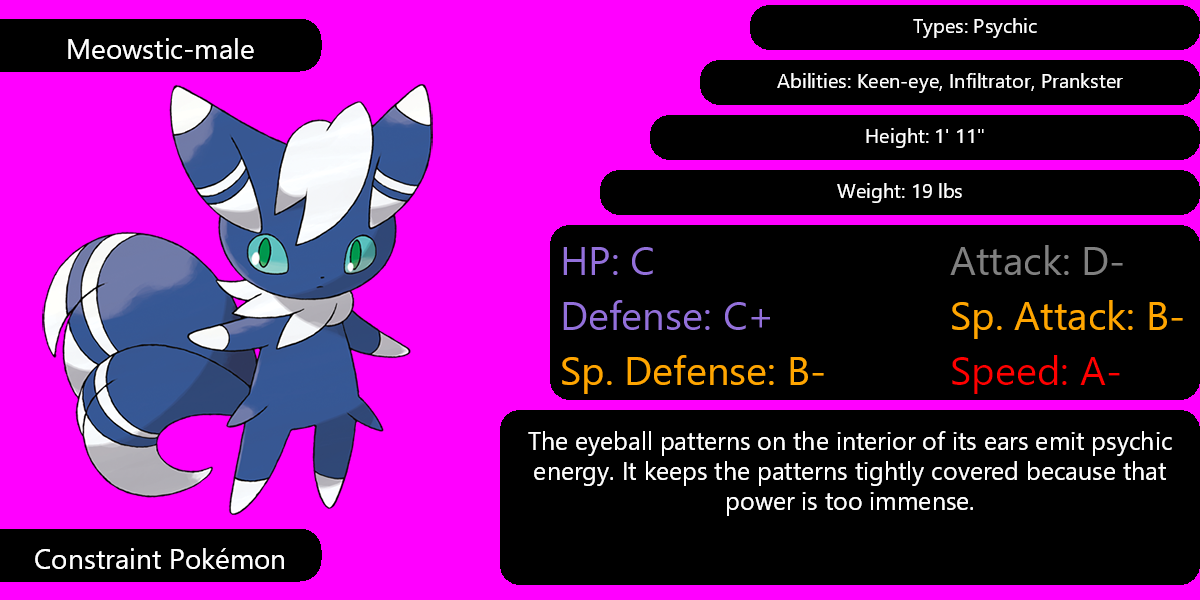 Meowstic-male
Types: Psychic
Abilities: Keen-eye, Infiltrator, Prankster
Height: 1' 11"
Weight: 19 lbs
HP: C
Attack: D-
Defense: C+
Sp. Attack: B-
Sp. Defense: B-
Speed: A-
The eyeball patterns on the interior of its ears emit psychic
energy. It keeps the patterns tightly covered because that
power is too immense.
Constraint Pokémon